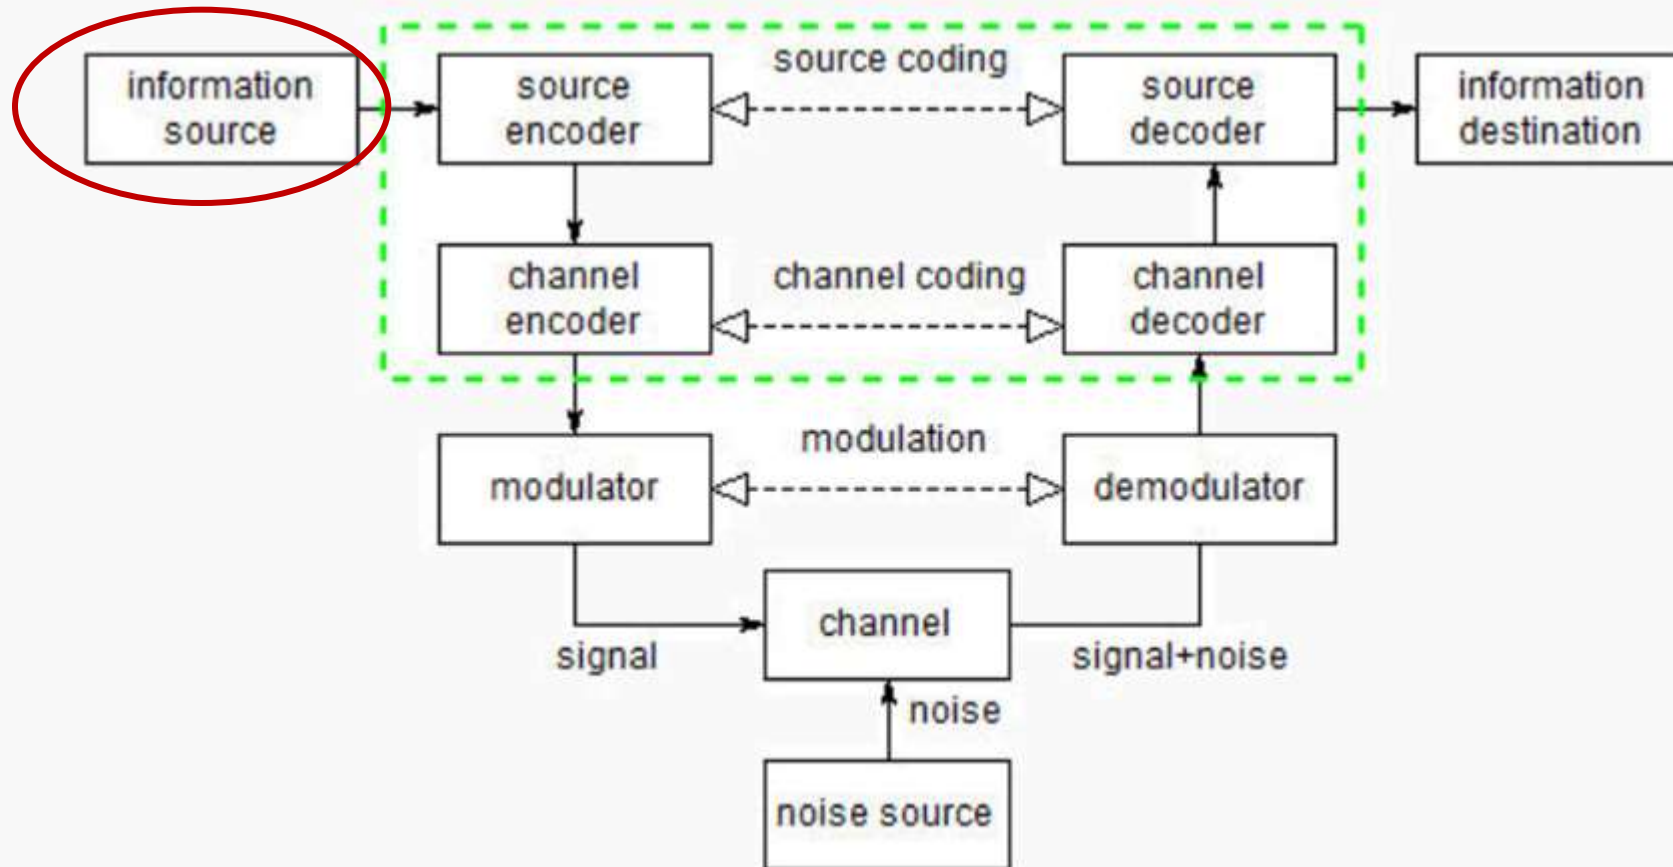 information
source
source
encoder
source coding
source
decoder
information
destination
channel
encoder
channel coding
channel
decoder
modulator
modulation
demodulator
channel
signal
signal+noise
noise
noise source